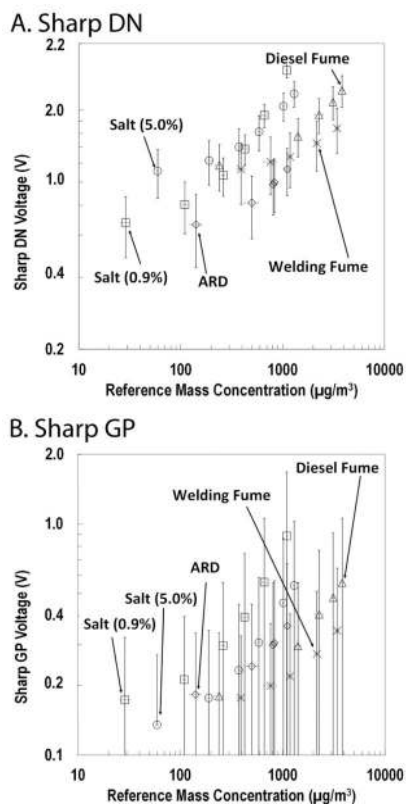 A. Sharp DN
2.2
2.0
1.0
0.4
0.2
Sharp DN Voltage (V)
Diesel Fume
Salt (5.0%)
Salt (0.9%)
ARD
Welding Fume
10
100
1000
10000
Reference Mass Concentration (µg/m³)
B. Sharp GP
2.0
1.0
0.4
0.2
0.1
Sharp GP Voltage (V)
Diesel Fume
Welding Fume
ARD
Salt (5.0%)
Salt (0.9%)
10
100
1000
10000
Reference Mass Concentration (µg/m³)